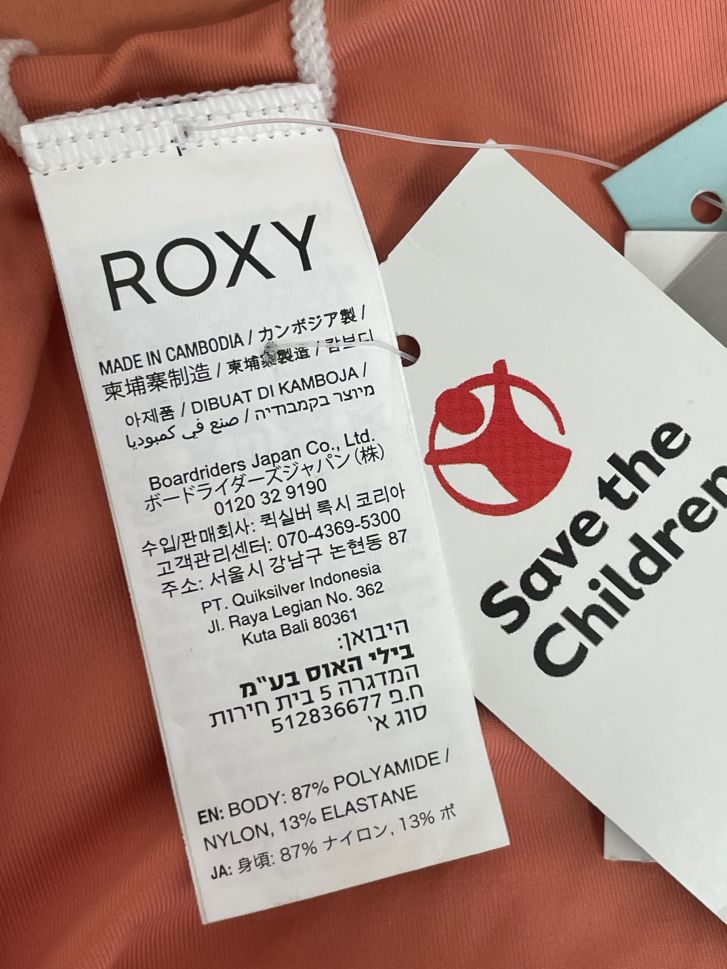 ROXY
MADE IN CAMBODIA / カンボジア製 /
柬埔寨制造 / 柬埔寨製造 / 캄보디
아제품 / DIBUAT DI KAMBOJA /
מיוצר בקמבודיה / صنع في كمبوديا
Boardriders Japan Co., Ltd.
ボードライダーズジャパン(株)
0120 32 9190
수입/판매회사: 퀵실버 록시 코리아
고객관리센터: 070-4369-5300
주소: 서울시 강남구 논현동 87
PT. Quiksilver Indonesia
Jl. Raya Legian No. 362
Kuta Bali 80361
היבואן:
בילי האוס בע"מ
המדגרה 5 בית חירות
ח.פ 512836677
סוג א'
EN: BODY: 87% POLYAMIDE /
NYLON, 13% ELASTANE
JA: 身頃: 87% ナイロン, 13% ポ
Save the
Children